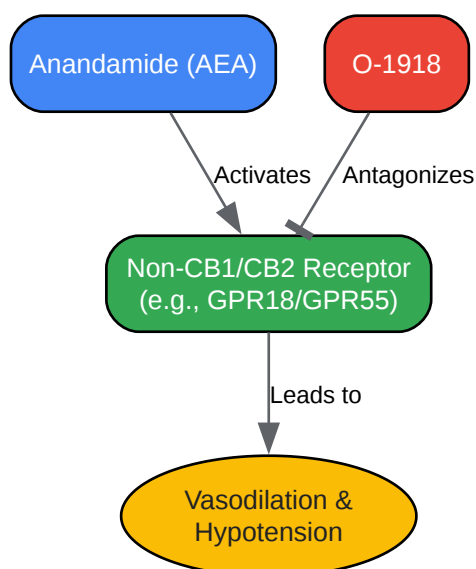 Anandamide (AEA)
O-1918
Activates
Antagonizes
Non-CB1/CB2 Receptor
(e.g., GPR18/GPR55)
Leads to
Vasodilation &
Hypotension